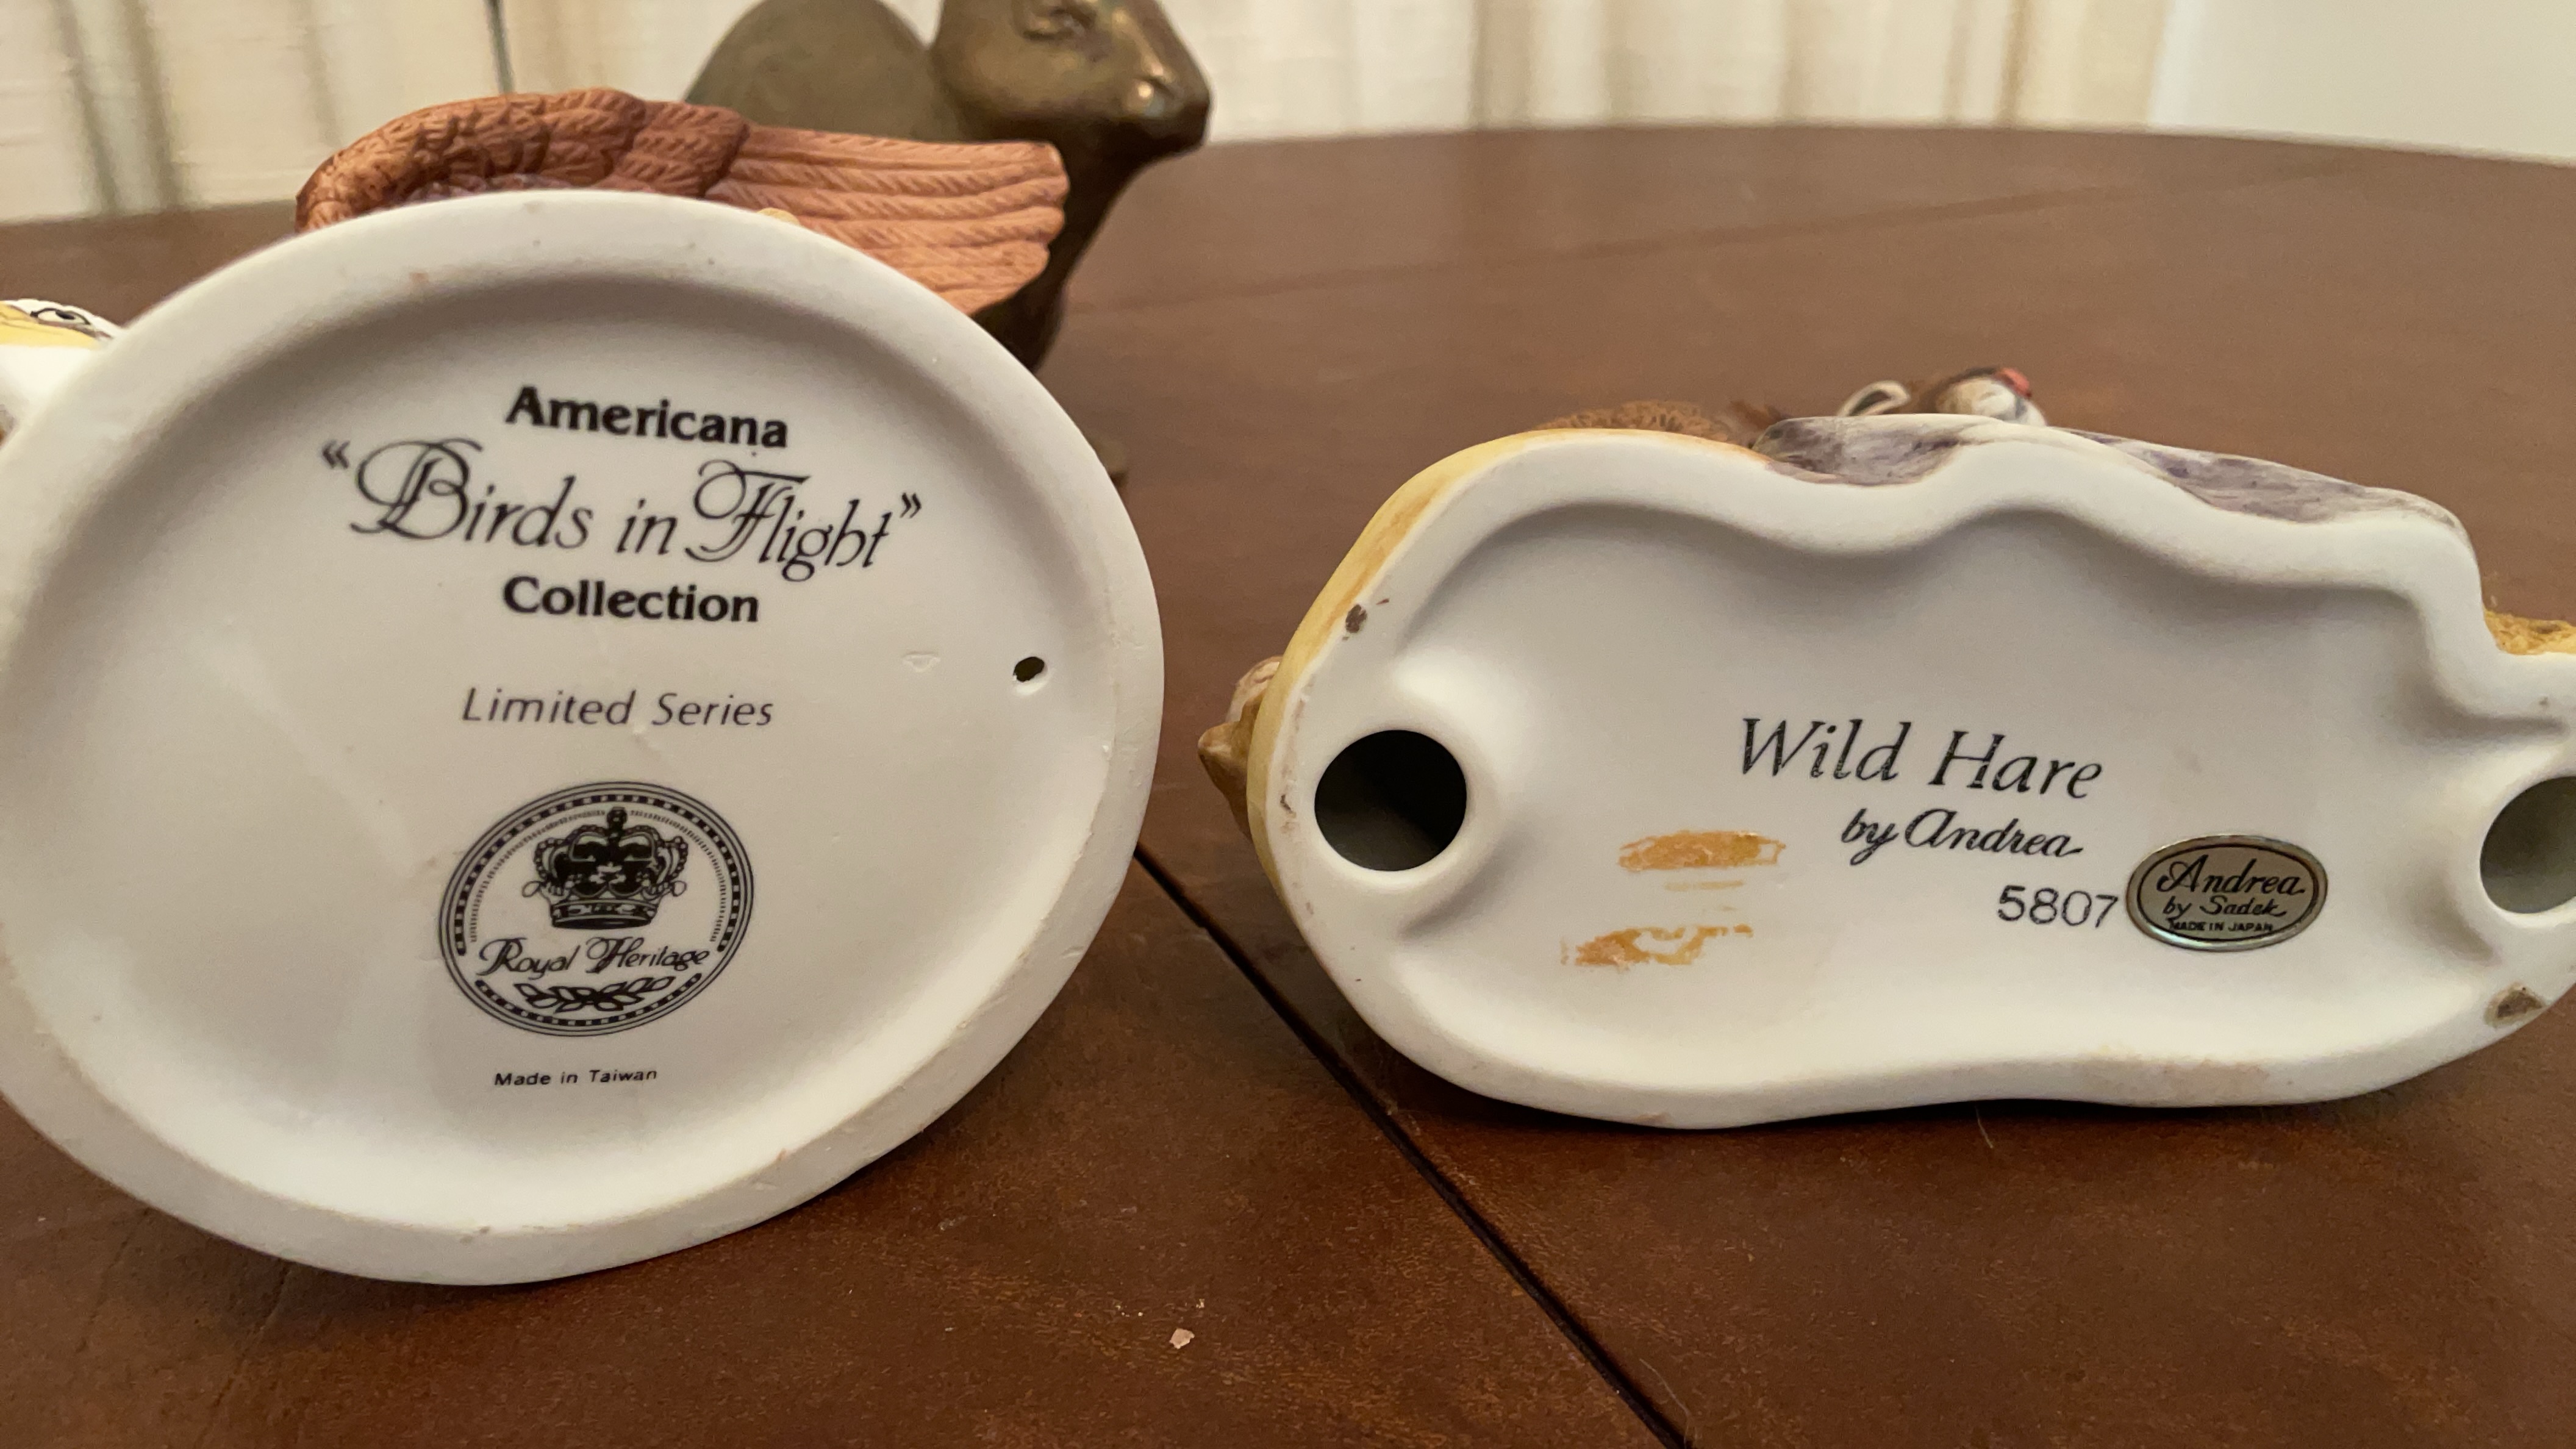 Americana
"Birds in Flight"
Collection
Limited Series
Royal Heritage
Made in Taiwan
Wild Hare
by Andrea
5807
Andrea
by Sadek
MADE IN JAPAN